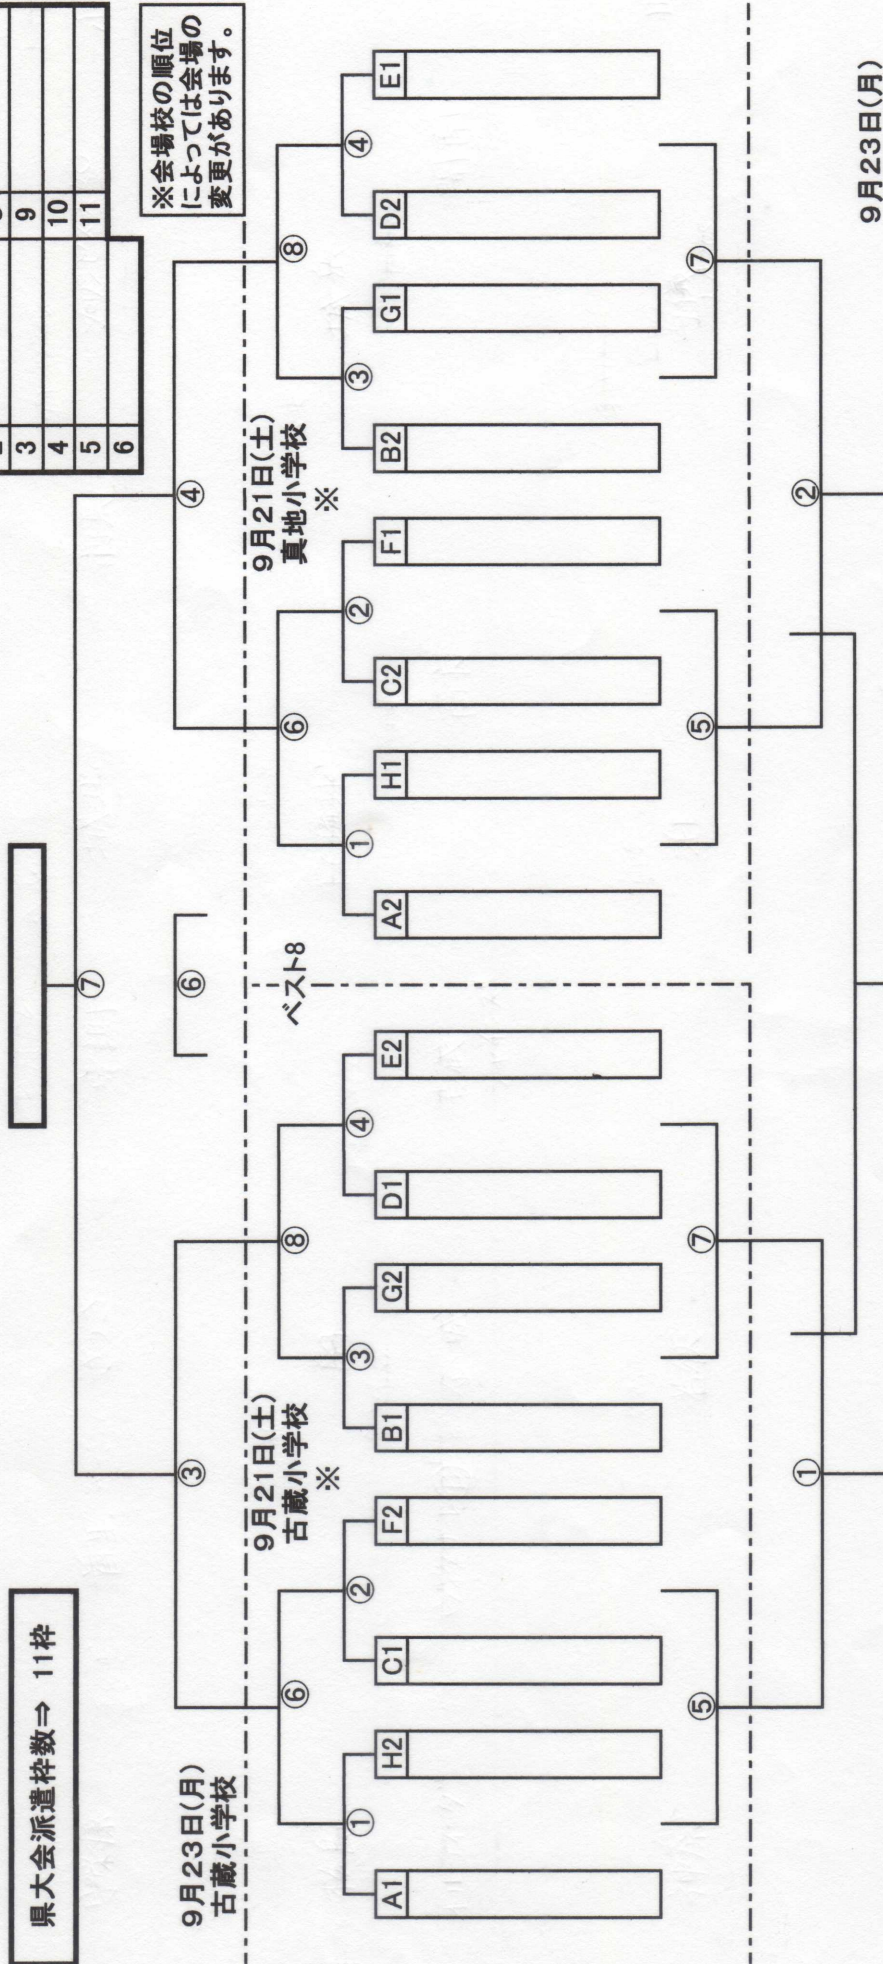 県大会派遣枠数⇒ 11枠
3
4
5
6
9
10
11
※会場校の順位
によっては会場の
変更があります。
⑦
⑥
③
④
9月23日(月)
古蔵小学校
ベスト8
9月21日(土)
古蔵小学校
※
9月21日(土)
真地小学校
※
⑥
⑧
⑥
⑧
①
②
③
④
①
②
③
④
A1
H2
C1
F2
B1
G2
D1
E2
A2
H1
C2
F1
B2
G1
D2
E1
⑤
⑦
⑤
⑦
①
②
9月23日(月)